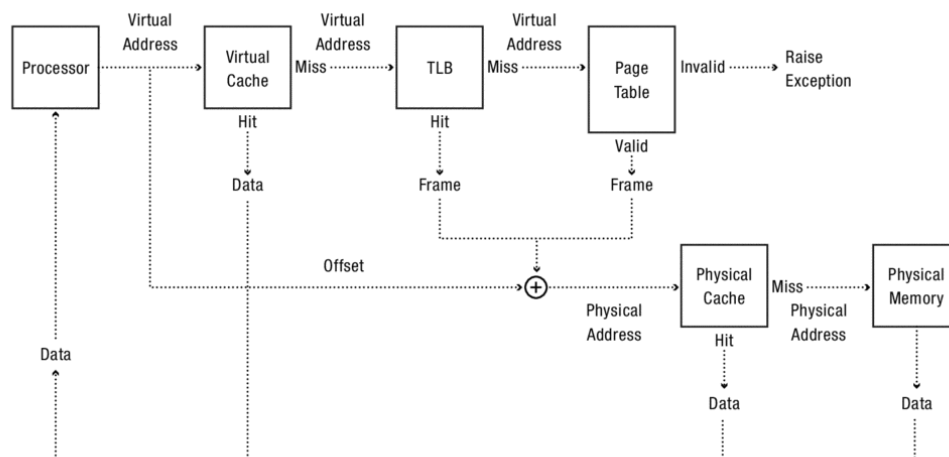 Virtual
Address
Virtual
Address
Virtual
Address
Processor
Virtual
Cache
Miss
TLB
Miss
Page
Table
Invalid
Raise
Exception
Hit
Hit
Valid
Data
Frame
Frame
Offset
+
Physical
Cache
Miss
Physical
Memory
Physical
Address
Physical
Address
Hit
Data
Data
Data